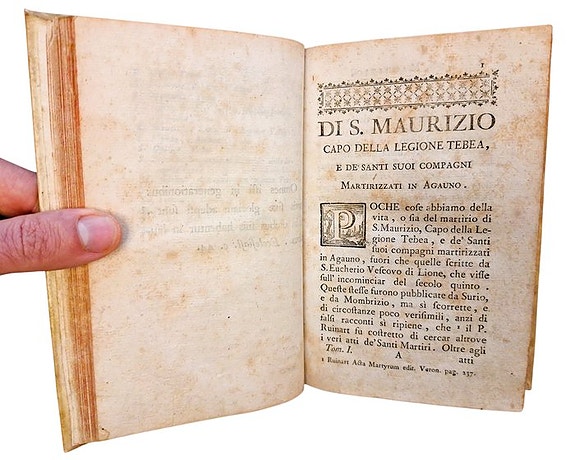 1
DI S. MAURIZIO
CAPO DELLA LEGIONE TEBEA,
E DE' SANTI SUOI COMPAGNI
MARTIRIZZATI IN AGAUNO.
POCHE coſe abbiamo della
vita, o ſia del martirio di
S. Maurizio, Capo della Le-
gione Tebea, e de' Santi
ſuoi compagni martirizzati
in Agauno, fuori che quelle ſcritte da
S. Eucherio Veſcovo di Lione, che viſſe
ſull' incominciar del ſecolo quinto.
Queſte ſteſſe furono pubblicate da Surio,
e da Mombrizio, ma sì ſcorrette, e
di circoſtanze poco veriſimili, anzi di
falſi racconti sì ripiene, che 1 il P.
Ruinart fu coſtretto di cercar altrove
i veri atti de' Santi Martiri. Oltre agli
Tom. I. A atti
1 Ruinart Acta Martyrum edit. Veron. pag. 237.